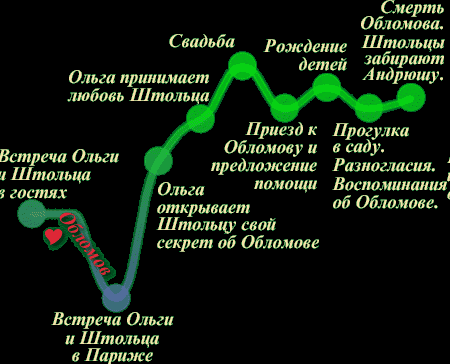 Свадьба
Рождение
детей
Смерть
Обломова.
Штольцы
забирают
Андрюшу.
Ольга принимает
любовь Штольца
Приезд к
Обломову и
предложение
помощи
Прогулка
в саду.
Разногласия.
Воспоминания
об Обломове.
Встреча Ольги
и Штольца
в гостях
Обломов
Ольга
открывает
Штольцу свой
секрет об Обломове
Встреча Ольги
и Штольца
в Париже